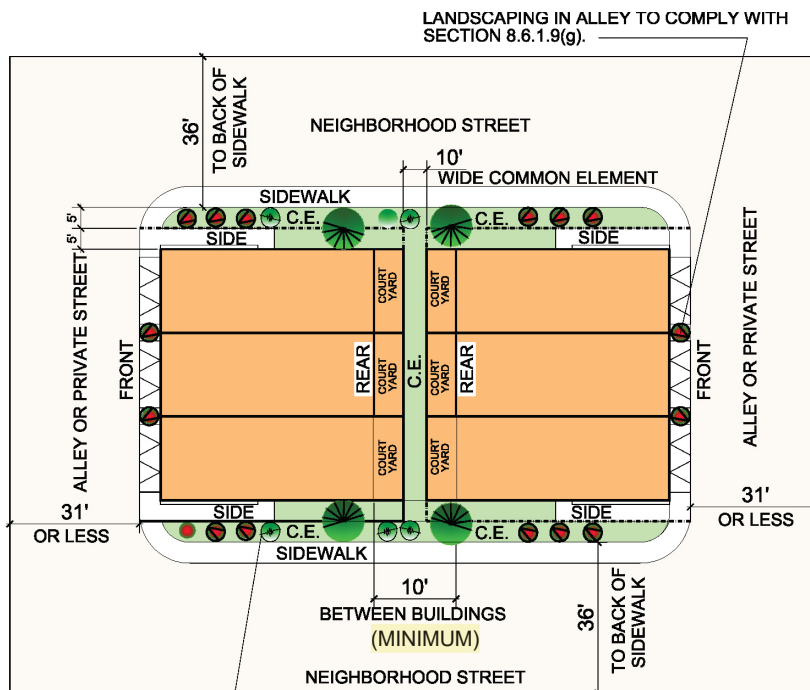 LANDSCAPING IN ALLEY TO COMPLY WITH
SECTION 8.6.1.9(g).
36'
TO BACK OF
SIDEWALK
NEIGHBORHOOD STREET
10'
WIDE COMMON ELEMENT
SIDEWALK
5'
5'
C.E.
C.E.
SIDE
SIDE
ALLEY OR PRIVATE STREET
FRONT
COURT
YARD
COURT
YARD
REAR
COURT
YARD
C.E.
COURT
YARD
REAR
COURT
YARD
COURT
YARD
FRONT
ALLEY OR PRIVATE STREET
31'
OR LESS
SIDE
SIDE
31'
OR LESS
C.E.
C.E.
SIDEWALK
10'
BETWEEN BUILDINGS
(MINIMUM)
36'
TO BACK OF
SIDEWALK
NEIGHBORHOOD STREET